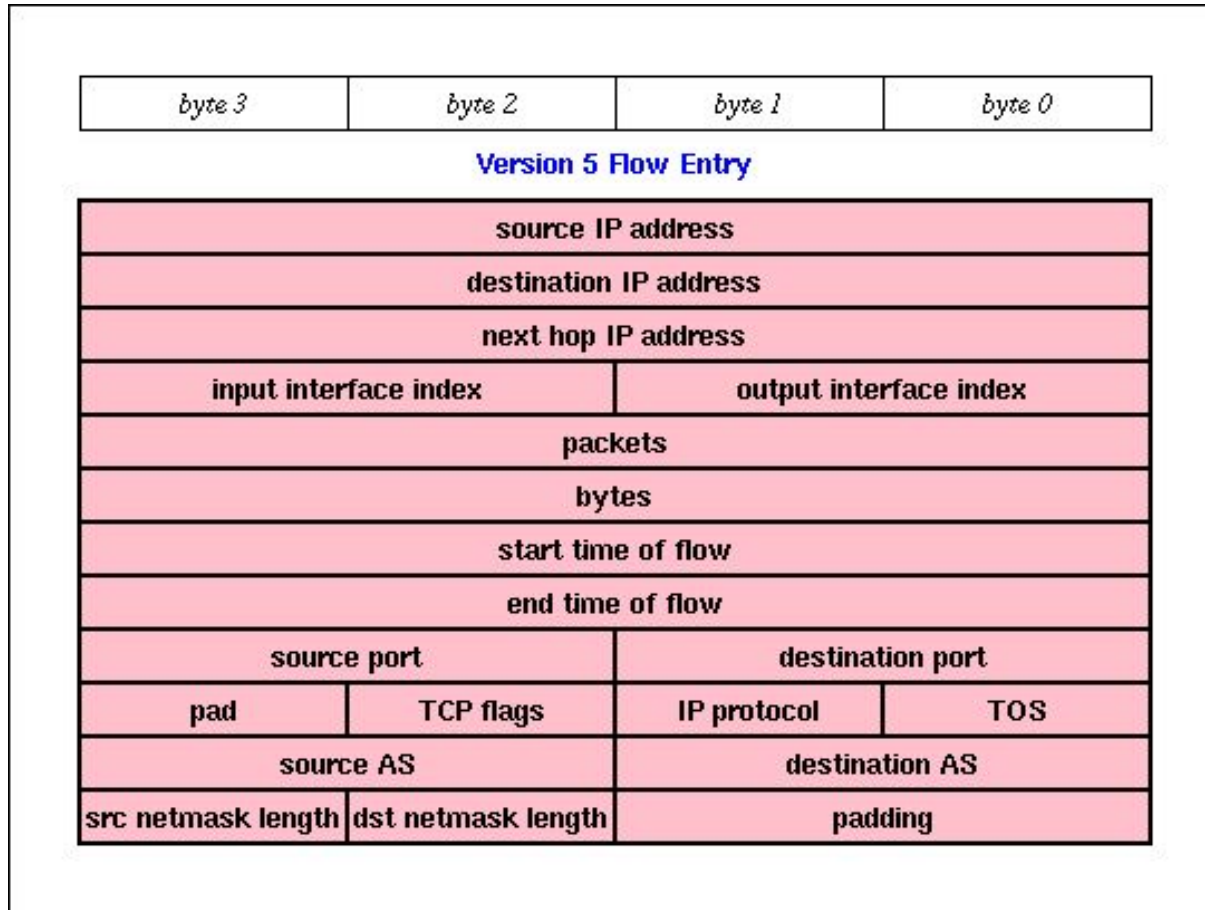 byte 3 byte 2 byte 1 byte 0
Version 5 Flow Entry
source IP address
destination IP address
next hop IP address
input interface index output interface index
packets
bytes
start time of flow
end time of flow
source port destination port
pad TCP flags IP protocol TOS
source AS destination AS
src netmask length dst netmask length padding